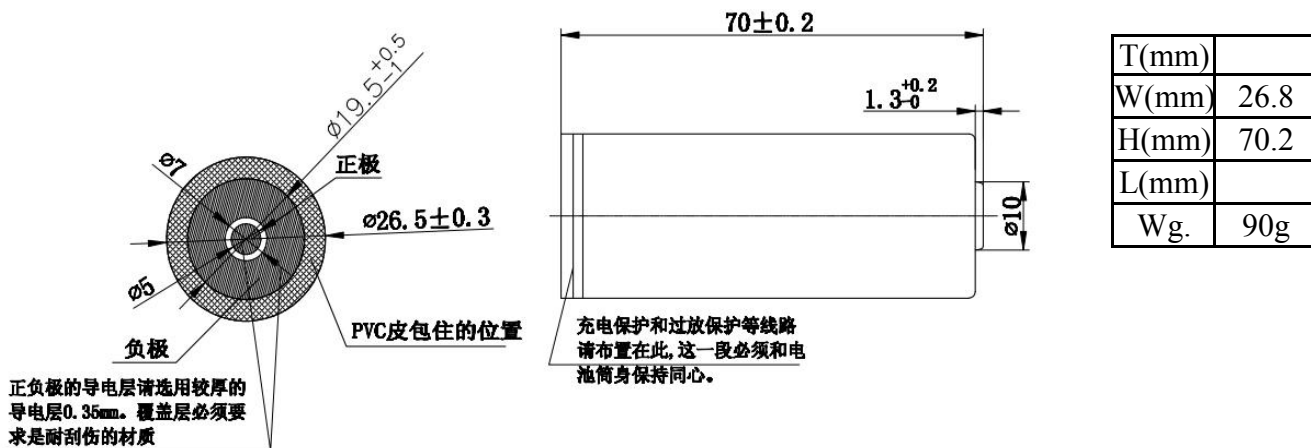 70±0.2
1.3+0.2-0
ø10
ø19.5+0.5-1
ø7
正极
ø26.5±0.3
ø5
负极
PVC皮包住的位置
正负极的导电层请选用较厚的
导电层0.35mm。覆盖层必须要
求是耐刮伤的材质
充电保护和过放保护等线路
请布置在此,这一段必须和电
池筒身保持同心。
T(mm)
W(mm) 26.8
H(mm) 70.2
L(mm)
Wg. 90g